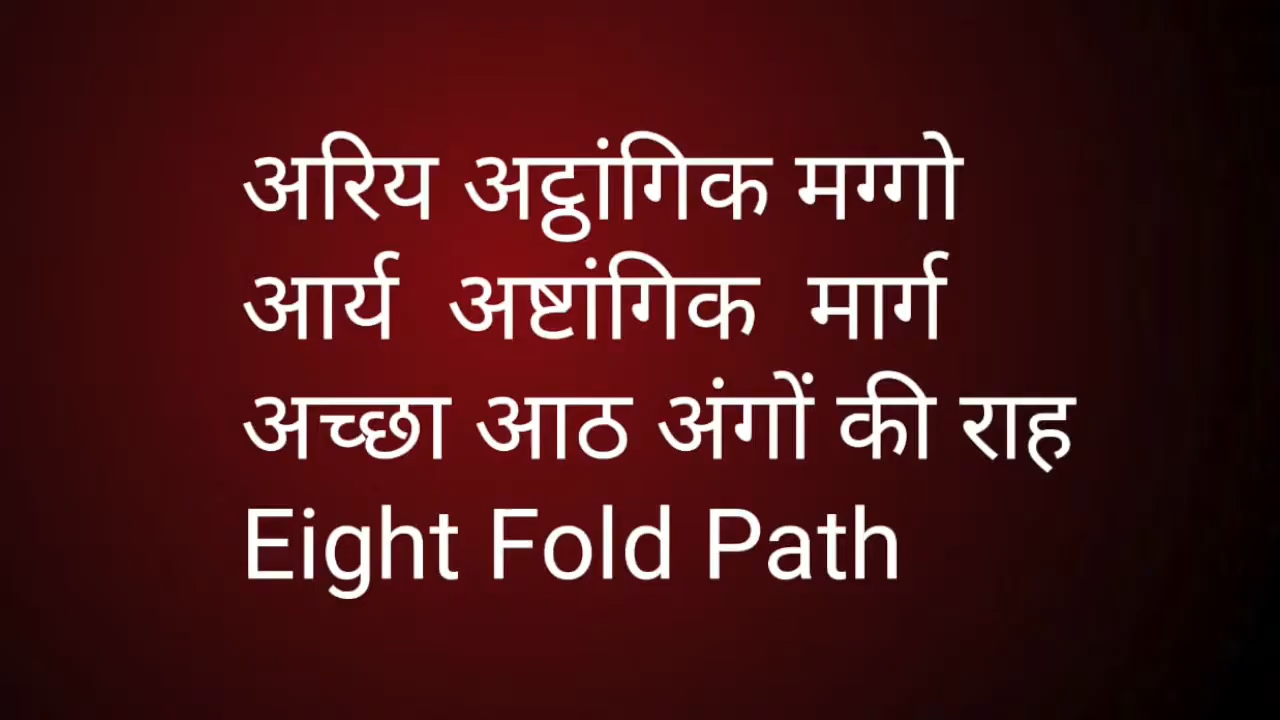 अरिय अट्ठांगिक मग्गो
आर्य अष्टांगिक मार्ग
अच्छा आठ अंगों की राह
Eight Fold Path